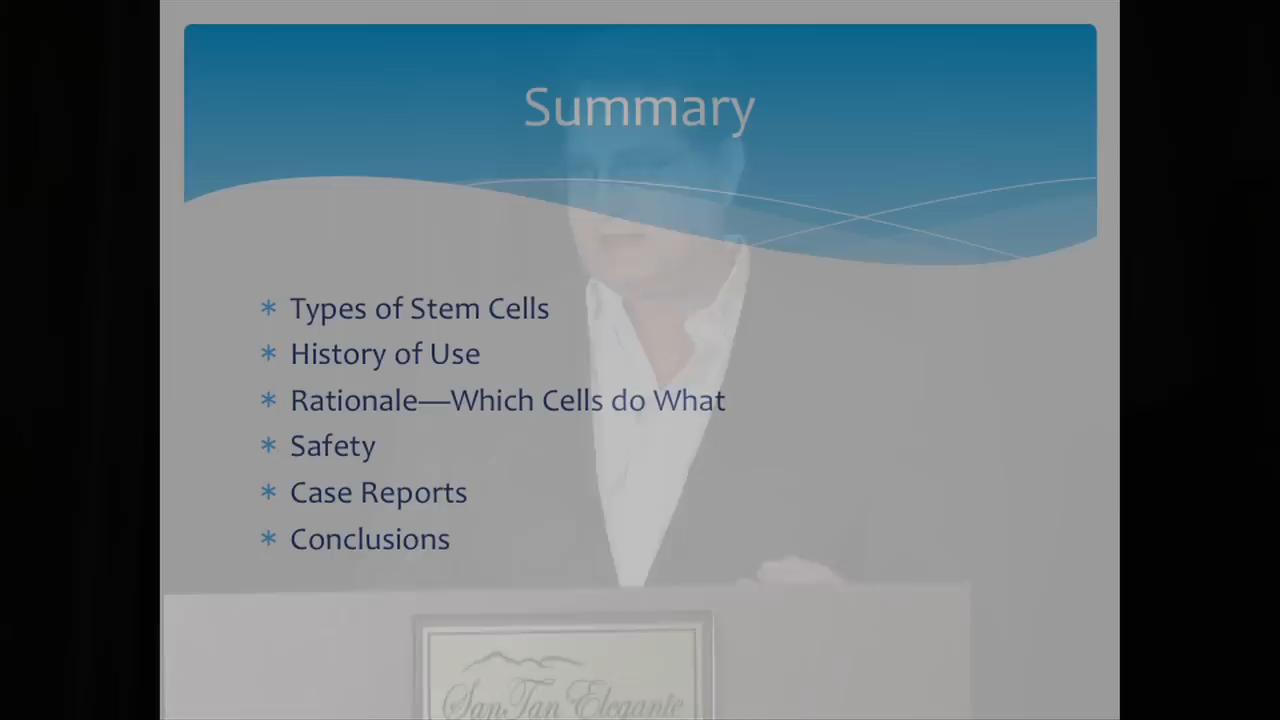 Summary
* Types of Stem Cells
* History of Use
* Rationale—Which Cells do What
* Safety
* Case Reports
* Conclusions
San Tan Elegante